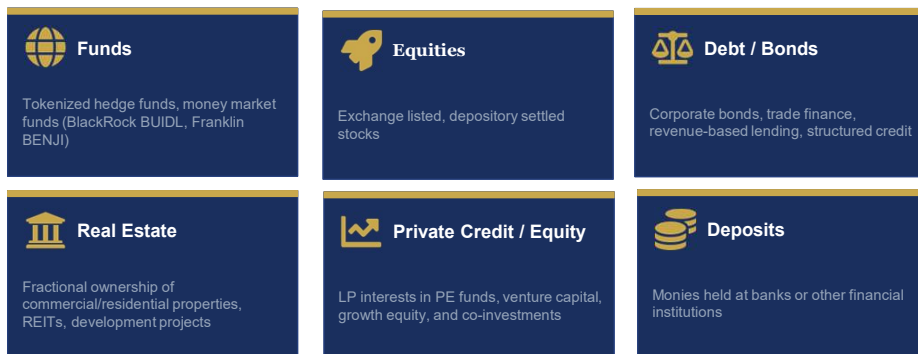 Funds
Tokenized hedge funds, money market
funds (BlackRock BUIDL, Franklin
BENJI)
Equities
Exchange listed, depository settled
stocks
Debt / Bonds
Corporate bonds, trade finance,
revenue-based lending, structured credit
Real Estate
Fractional ownership of
commercial/residential properties,
REITs, development projects
Private Credit / Equity
LP interests in PE funds, venture capital,
growth equity, and co-investments
Deposits
Monies held at banks or other financial
institutions